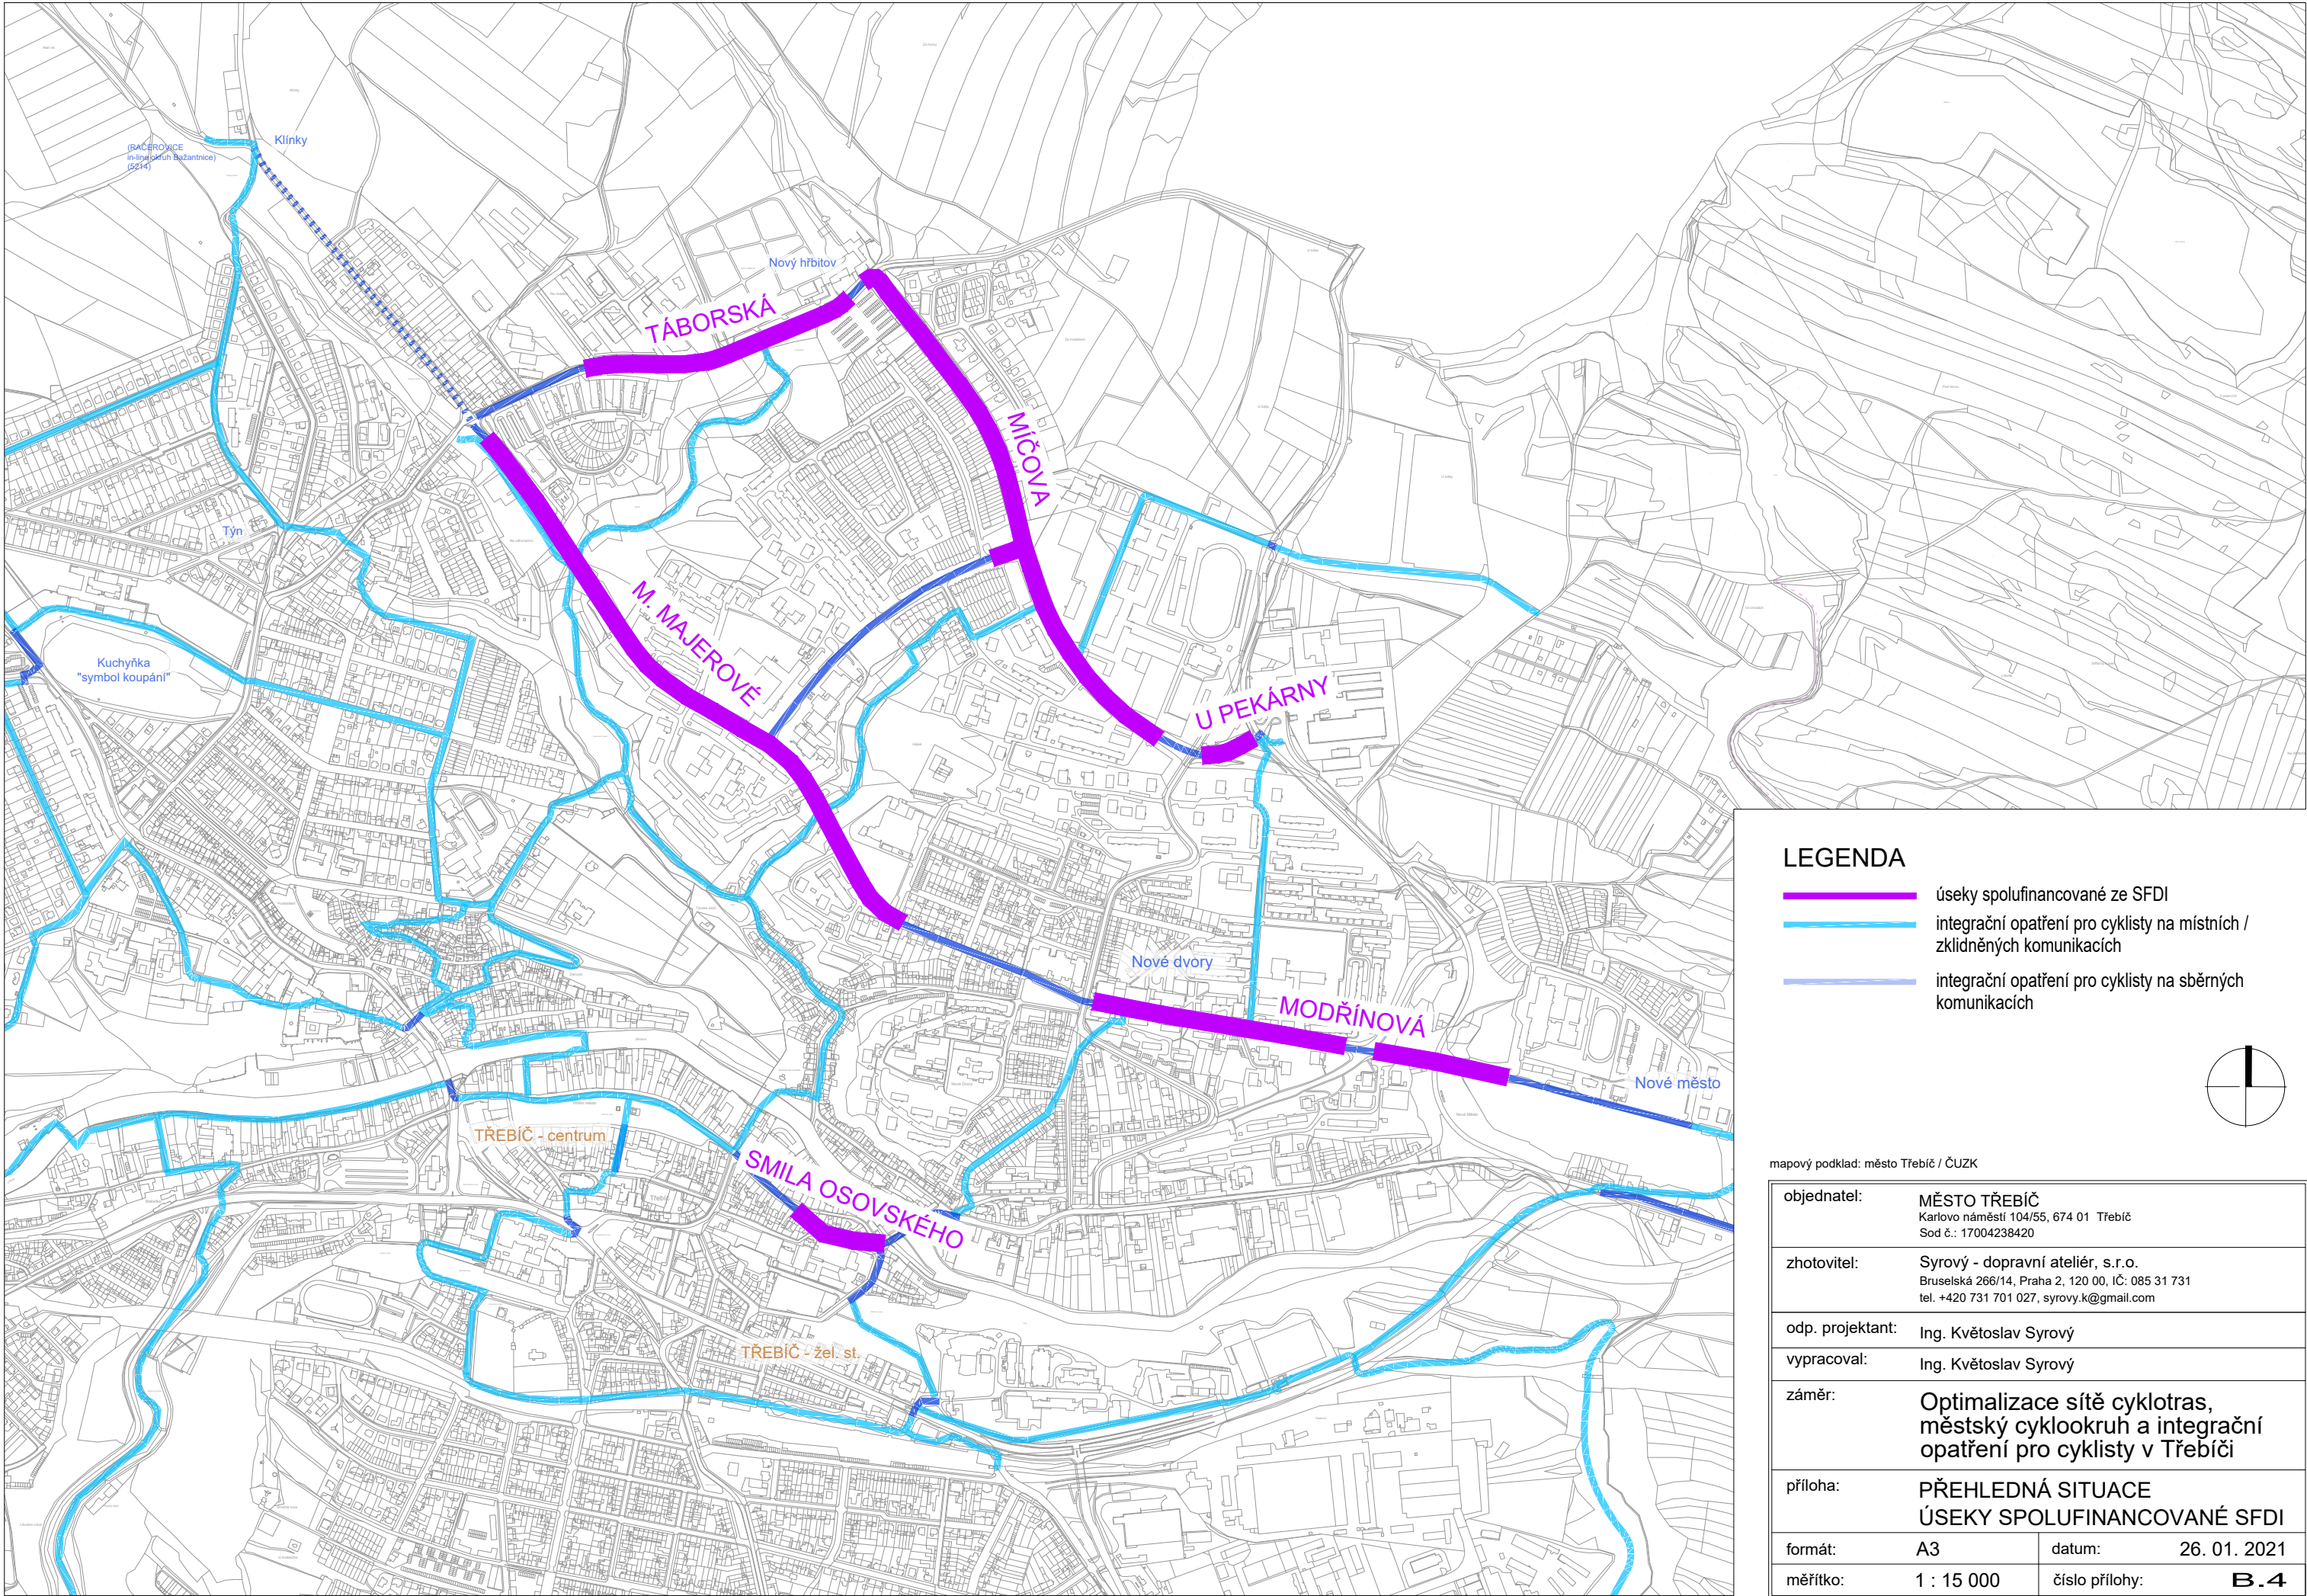 Klínky
(RAČEROVICE
in-line okruh Bažantnice)
(5214)
Nový hřbitov
TÁBORSKÁ
MÍČOVA
Týn
M. MAJEROVÉ
Kuchyňka
"symbol koupání"
U PEKÁRNY
Nové dvory
MODŘÍNOVÁ
Nové město
TŘEBÍČ - centrum
SMILA OSOVSKÉHO
Třebíč
TŘEBÍČ - žel. st.
LEGENDA
úseky spolufinancované ze SFDI
integrační opatření pro cyklisty na místních /
zklidněných komunikacích
integrační opatření pro cyklisty na sběrných
komunikacích
mapový podklad: město Třebíč / ČUZK
objednatel: MĚSTO TŘEBÍČ
Karlovo náměstí 104/55, 674 01 Třebíč
Sod č.: 17004238420
zhotovitel: Syrový - dopravní ateliér, s.r.o.
Bruselská 266/14, Praha 2, 120 00, IČ: 085 31 731
tel. +420 731 701 027, syrovy.k@gmail.com
odp. projektant: Ing. Květoslav Syrový
vypracoval: Ing. Květoslav Syrový
záměr: Optimalizace sítě cyklotras,
městský cyklookruh a integrační
opatření pro cyklisty v Třebíči
příloha: PŘEHLEDNÁ SITUACE
ÚSEKY SPOLUFINANCOVANÉ SFDI
formát: A3 datum: 26. 01. 2021
měřítko: 1 : 15 000 číslo přílohy: B.4